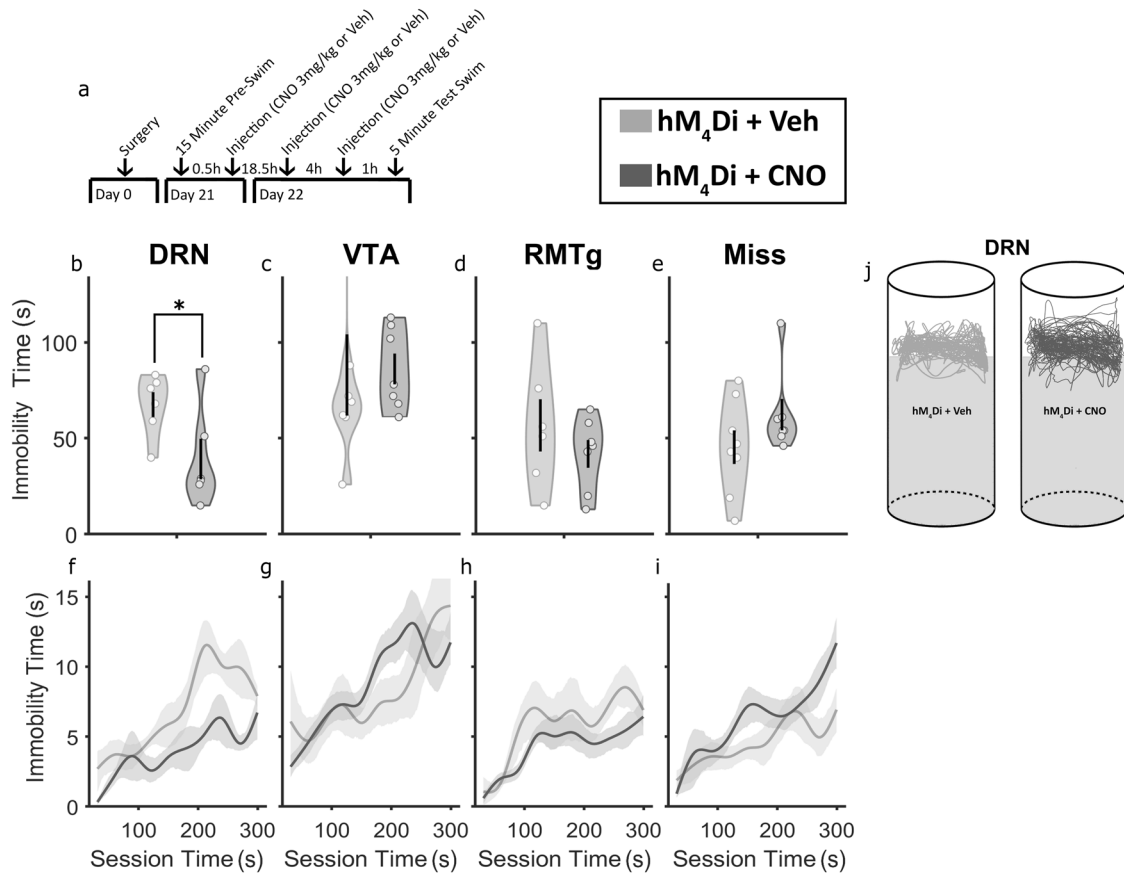 a
Surgery
15 Minute Pre-Swim
Injection (CNO 3mg/kg or Veh)
Injection (CNO 3mg/kg or Veh)
Injection (CNO 3mg/kg or Veh)
5 Minute Test Swim
0.5h 18.5h 4h 1h
Day 0 Day 21 Day 22
hM₄Di + Veh
hM₄Di + CNO
b DRN c VTA d RMTg e Miss
*
Immobility Time (s)
100
50
0
j DRN
hM4Di + Veh hM4Di + CNO
f g h i
Immobility Time (s)
15
10
5
0
100 200 300 100 200 300 100 200 300 100 200 300
Session Time (s) Session Time (s) Session Time (s) Session Time (s)